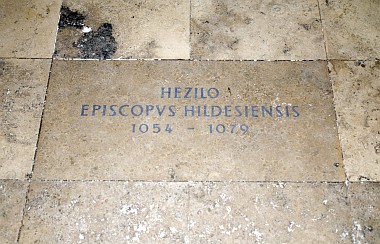 HEZILO
EPISCOPVS HILDESIENSIS
1054 - 1079